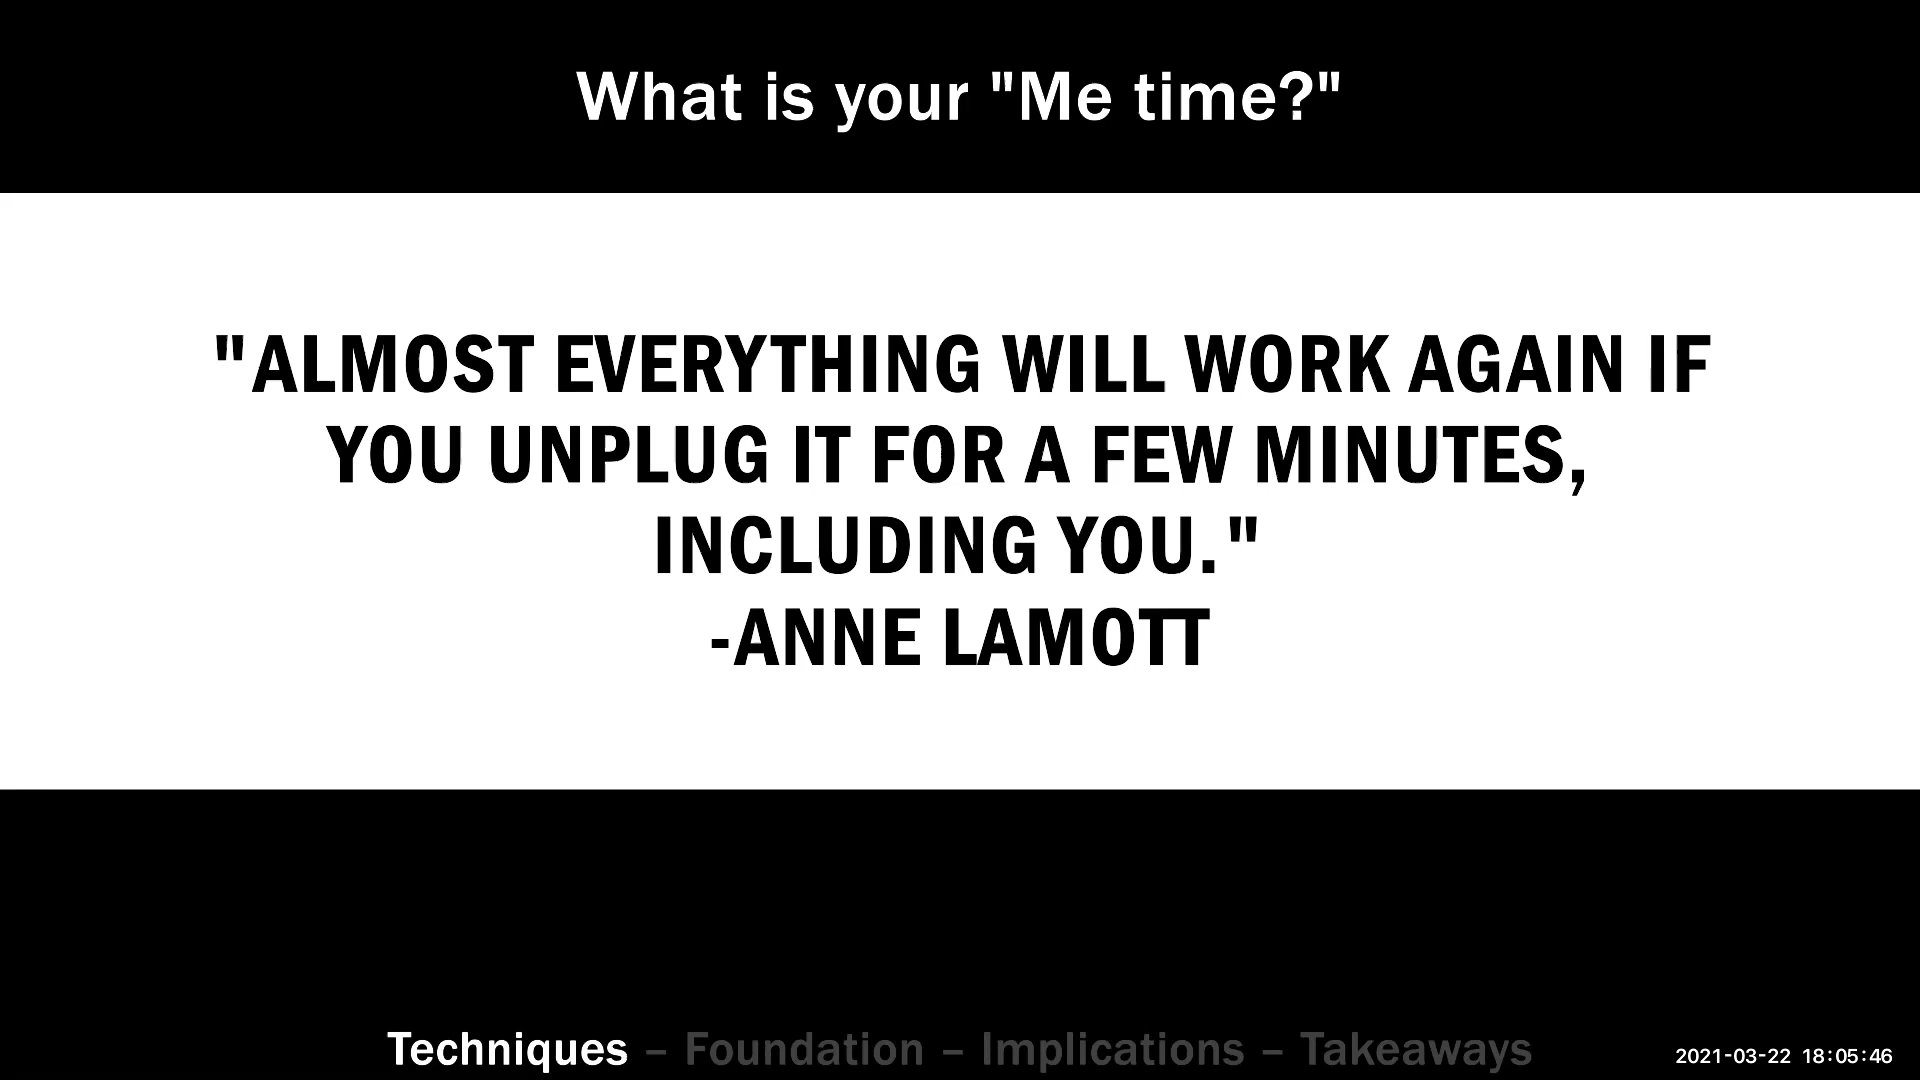 What is your "Me time?"
"ALMOST EVERYTHING WILL WORK AGAIN IF
YOU UNPLUG IT FOR A FEW MINUTES,
INCLUDING YOU."
-ANNE LAMOTT
Techniques – Foundation – Implications – Takeaways
2021-03-22 18:05:46